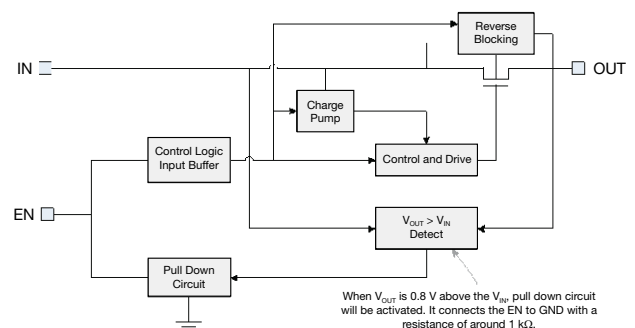 Reverse
Blocking
IN
OUT
Charge
Pump
Control Logic
Input Buffer
Control and Drive
EN
VOUT > VIN
Detect
Pull Down
Circuit
When VOUT is 0.8 V above the VIN, pull down circuit
will be activated. It connects the EN to GND with a
resistance of around 1 kΩ.